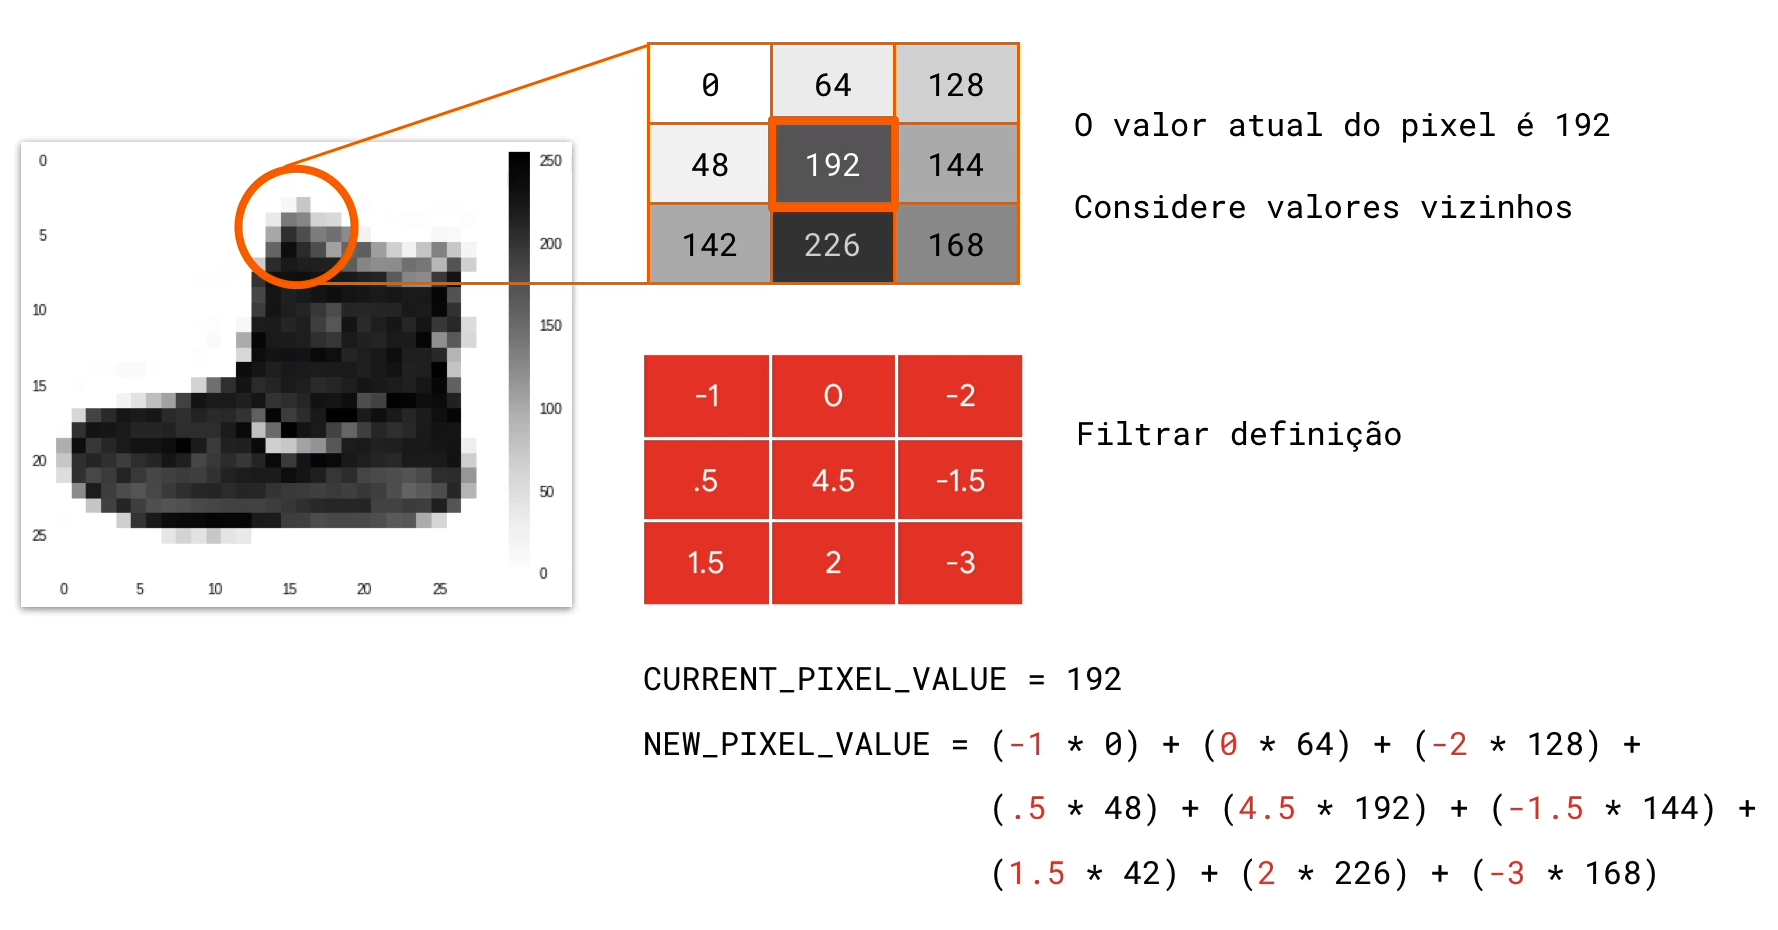 0 64 128
48 192 144
142 226 168
O valor atual do pixel é 192
Considere valores vizinhos
0
5
10
15
20
25
0 5 10 15 20 25
250
200
150
100
50
0
-1 0 -2
.5 4.5 -1.5
1.5 2 -3
Filtrar definição
CURRENT_PIXEL_VALUE = 192
NEW_PIXEL_VALUE = (-1 * 0) + (0 * 64) + (-2 * 128) +
(.5 * 48) + (4.5 * 192) + (-1.5 * 144) +
(1.5 * 42) + (2 * 226) + (-3 * 168)